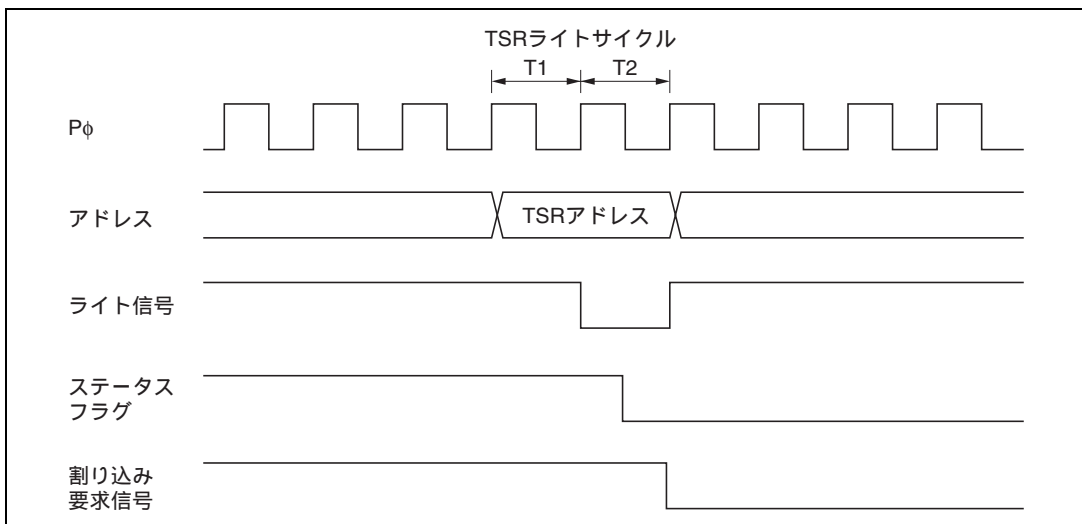 TSRライトサイクル
T1
T2
Pφ
アドレス
TSRアドレス
ライト信号
ステータス
フラグ
割り込み
要求信号